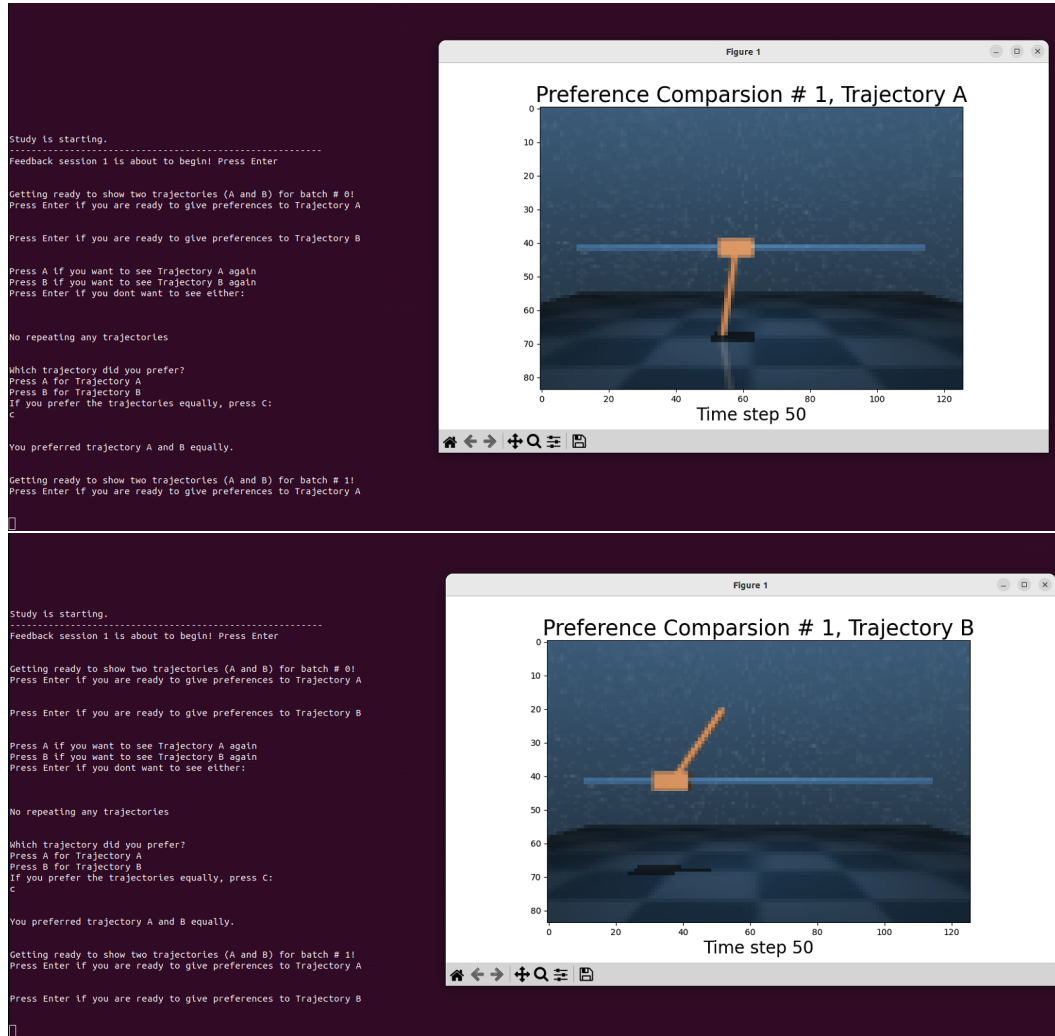 Study is starting.
------------------------------------------------------------
Feedback session 1 is about to begin! Press Enter
Getting ready to show two trajectories (A and B) for batch # 0!
Press Enter if you are ready to give preferences to Trajectory A
Press Enter if you are ready to give preferences to Trajectory B
Press A if you want to see Trajectory A again
Press B if you want to see Trajectory B again
Press Enter if you dont want to see either:
No repeating any trajectories
Which trajectory did you prefer?
Press A for Trajectory A
Press B for Trajectory B
If you prefer the trajectories equally, press C:
c
You preferred trajectory A and B equally.
Getting ready to show two trajectories (A and B) for batch # 1!
Press Enter if you are ready to give preferences to Trajectory A
Figure 1
Preference Comparsion # 1, Trajectory A
0
10
20
30
40
50
60
70
80
0 20 40 60 80 100 120
Time step 50
Study is starting.
------------------------------------------------------------
Feedback session 1 is about to begin! Press Enter
Getting ready to show two trajectories (A and B) for batch # 0!
Press Enter if you are ready to give preferences to Trajectory A
Press Enter if you are ready to give preferences to Trajectory B
Press A if you want to see Trajectory A again
Press B if you want to see Trajectory B again
Press Enter if you dont want to see either:
No repeating any trajectories
Which trajectory did you prefer?
Press A for Trajectory A
Press B for Trajectory B
If you prefer the trajectories equally, press C:
c
You preferred trajectory A and B equally.
Getting ready to show two trajectories (A and B) for batch # 1!
Press Enter if you are ready to give preferences to Trajectory A
Press Enter if you are ready to give preferences to Trajectory B
Figure 1
Preference Comparsion # 1, Trajectory B
0
10
20
30
40
50
60
70
80
0 20 40 60 80 100 120
Time step 50